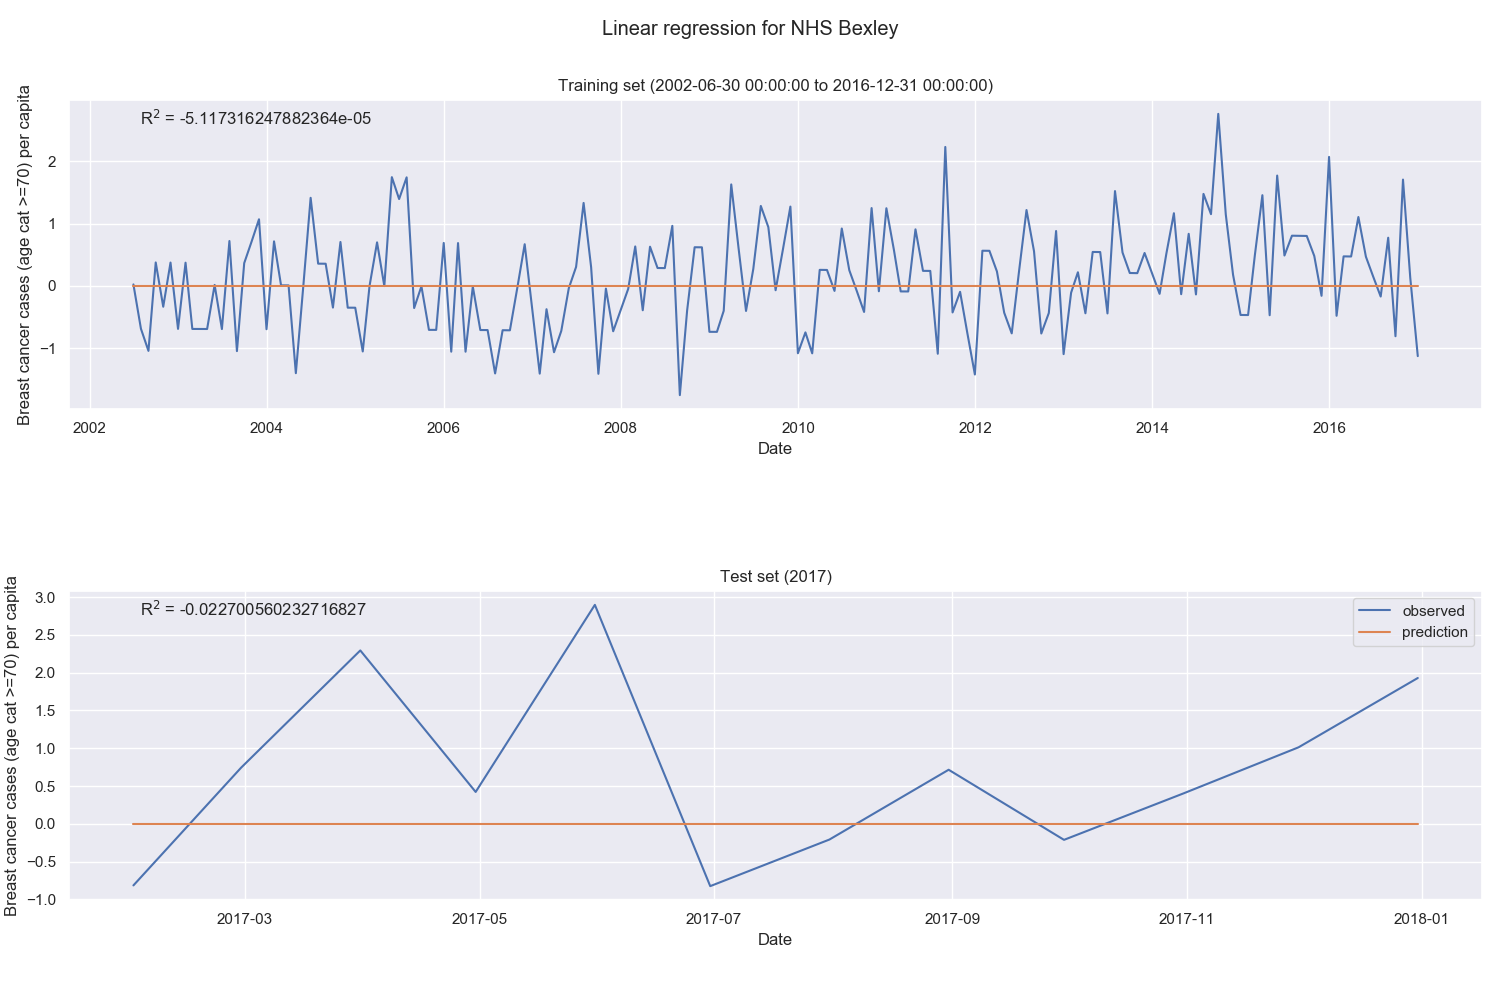 Linear regression for NHS Bexley
Training set (2002-06-30 00:00:00 to 2016-12-31 00:00:00)
R² = -5.117316247882364e-05
Breast cancer cases (age cat >=70) per capita
2
1
0
−1
2002 2004 2006 2008 2010 2012 2014 2016
Date
Test set (2017)
R² = -0.022700560232716827
observed
prediction
Breast cancer cases (age cat >=70) per capita
3.0
2.5
2.0
1.5
1.0
0.5
0.0
−0.5
−1.0
2017-03 2017-05 2017-07 2017-09 2017-11 2018-01
Date